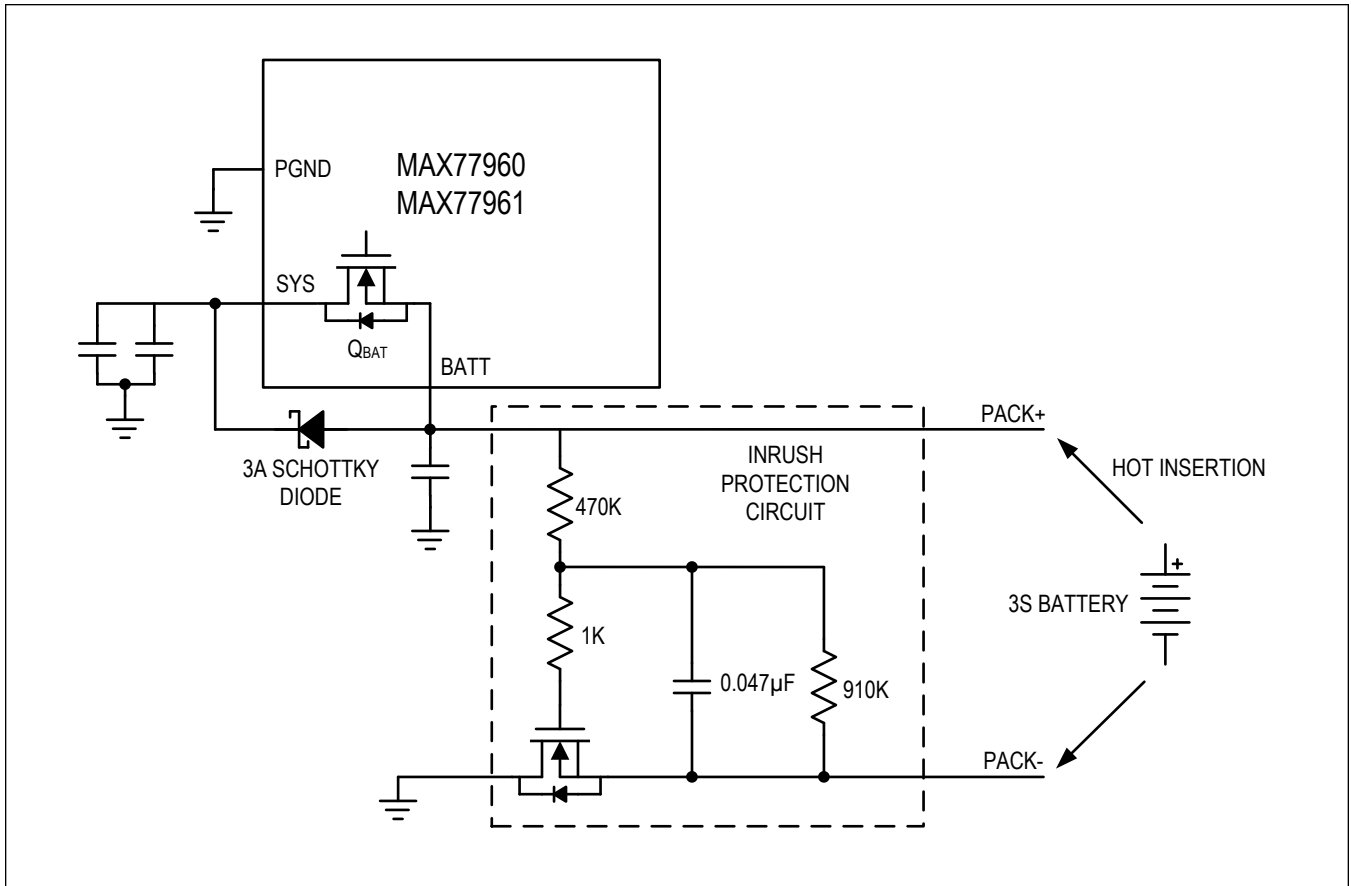 MAX77960
MAX77961
PGND
SYS
QBAT
BATT
3A SCHOTTKY
DIODE
INRUSH
PROTECTION
CIRCUIT
470K
1K
0.047µF
910K
PACK+
HOT INSERTION
+
3S BATTERY
PACK-